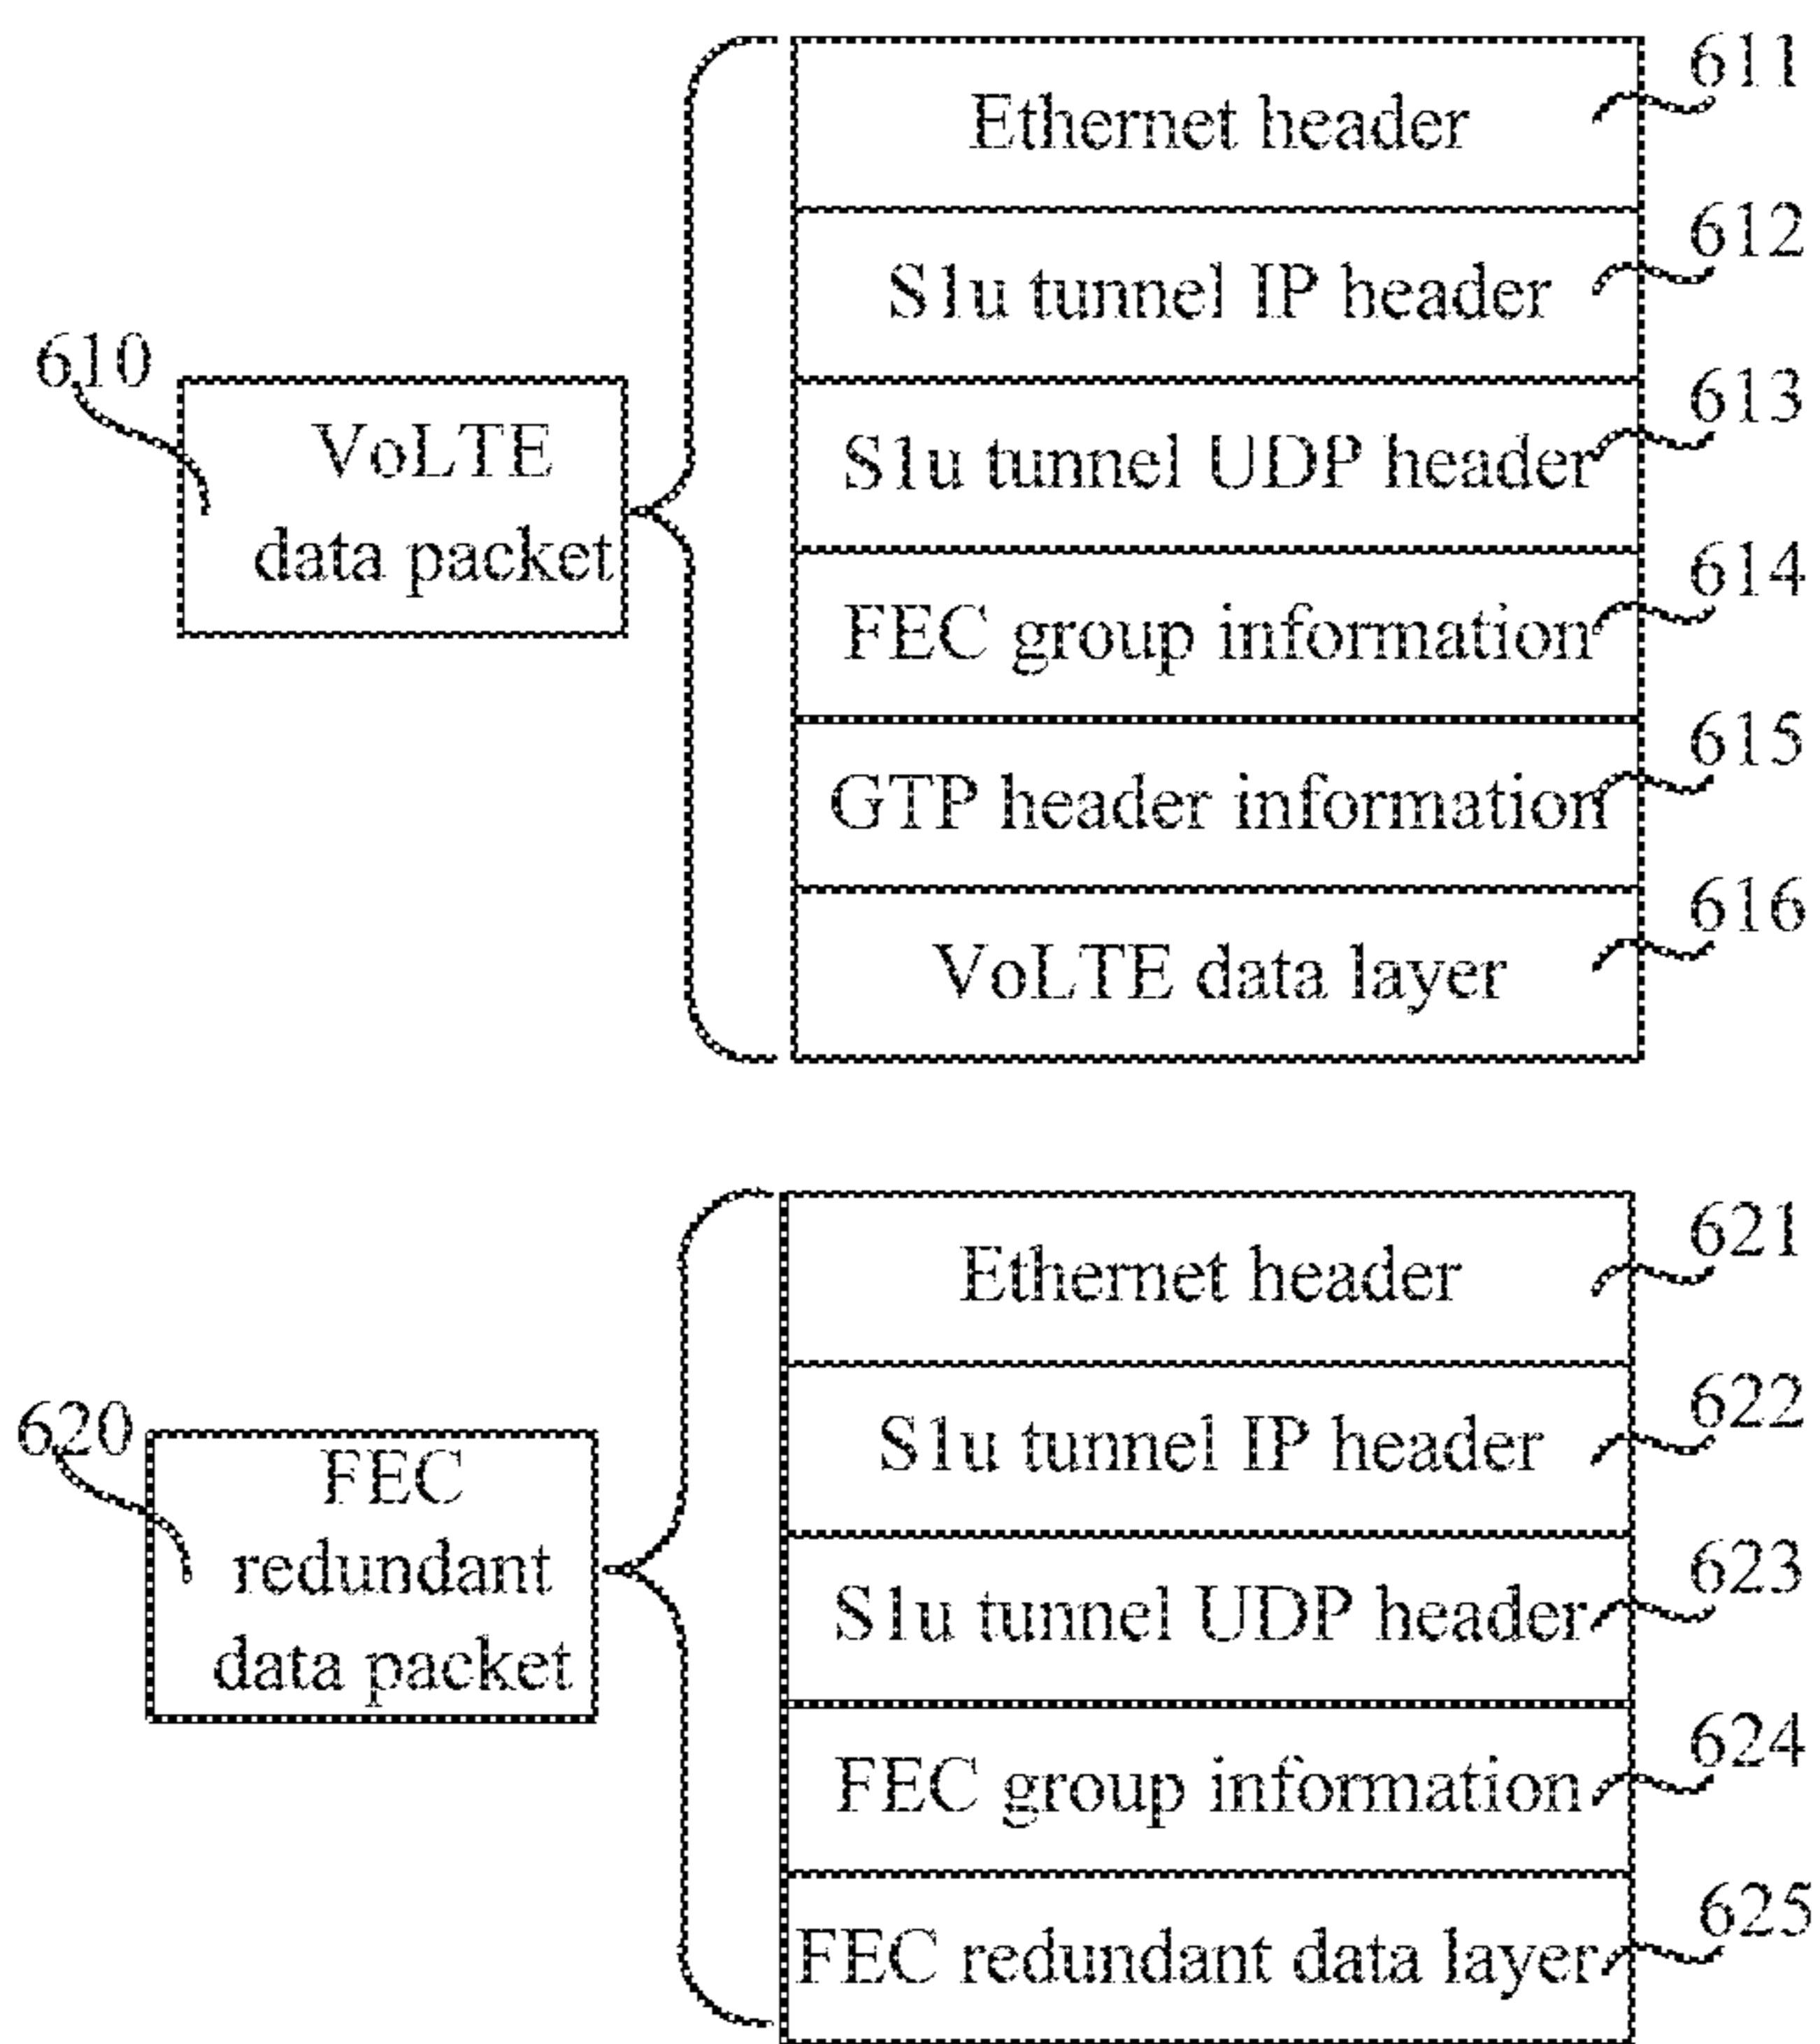 610
VoLTE
data packet
Ethernet header
611
S1u tunnel IP header
612
S1u tunnel UDP header
613
FEC group information
614
GTP header information
615
VoLTE data layer
616
620
FEC
redundant
data packet
Ethernet header
621
S1u tunnel IP header
622
S1u tunnel UDP header
623
FEC group information
624
FEC redundant data layer
625